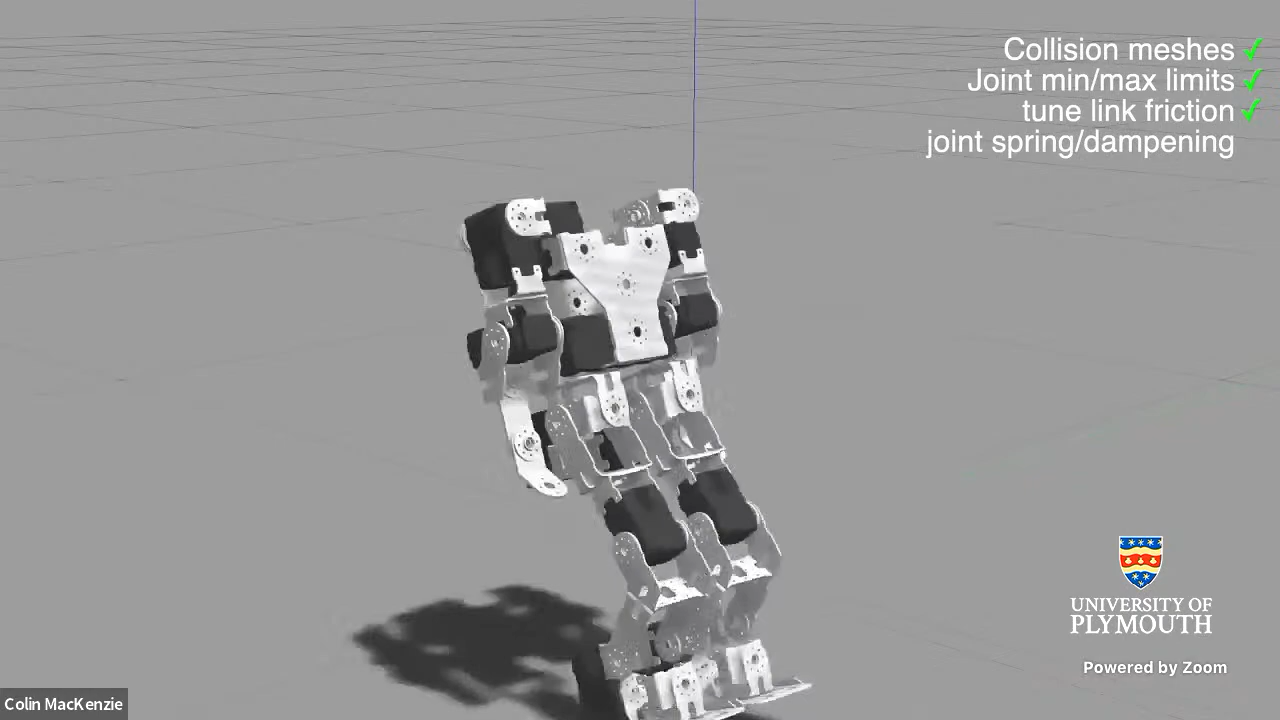 Collision meshes ✓
Joint min/max limits ✓
tune link friction ✓
joint spring/dampening
UNIVERSITY OF
PLYMOUTH
Powered by Zoom
Colin MacKenzie